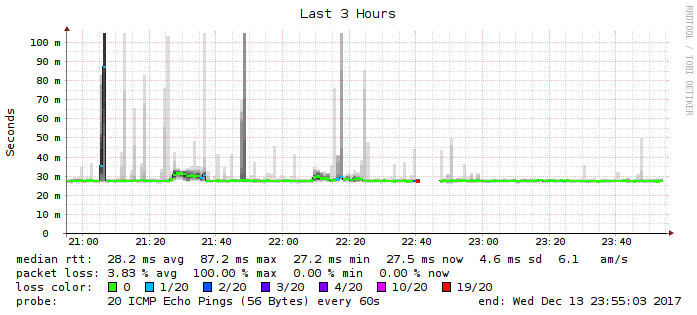 Last 3 Hours
RRDTOOL / TOBI OETIKER
Seconds
100 m
90 m
80 m
70 m
60 m
50 m
40 m
30 m
20 m
10 m
0
21:00 21:20 21:40 22:00 22:20 22:40 23:00 23:20 23:40
median rtt: 28.2 ms avg 87.2 ms max 27.2 ms min 27.5 ms now 4.6 ms sd 6.1 am/s
packet loss: 3.83 % avg 100.00 % max 0.00 % min 0.00 % now
loss color: 0 1/20 2/20 3/20 4/20 10/20 19/20
probe: 20 ICMP Echo Pings (56 Bytes) every 60s end: Wed Dec 13 23:55:03 2017